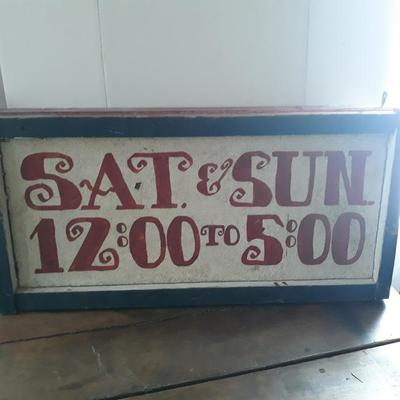 SAT. & SUN.
12:00 TO 5:00